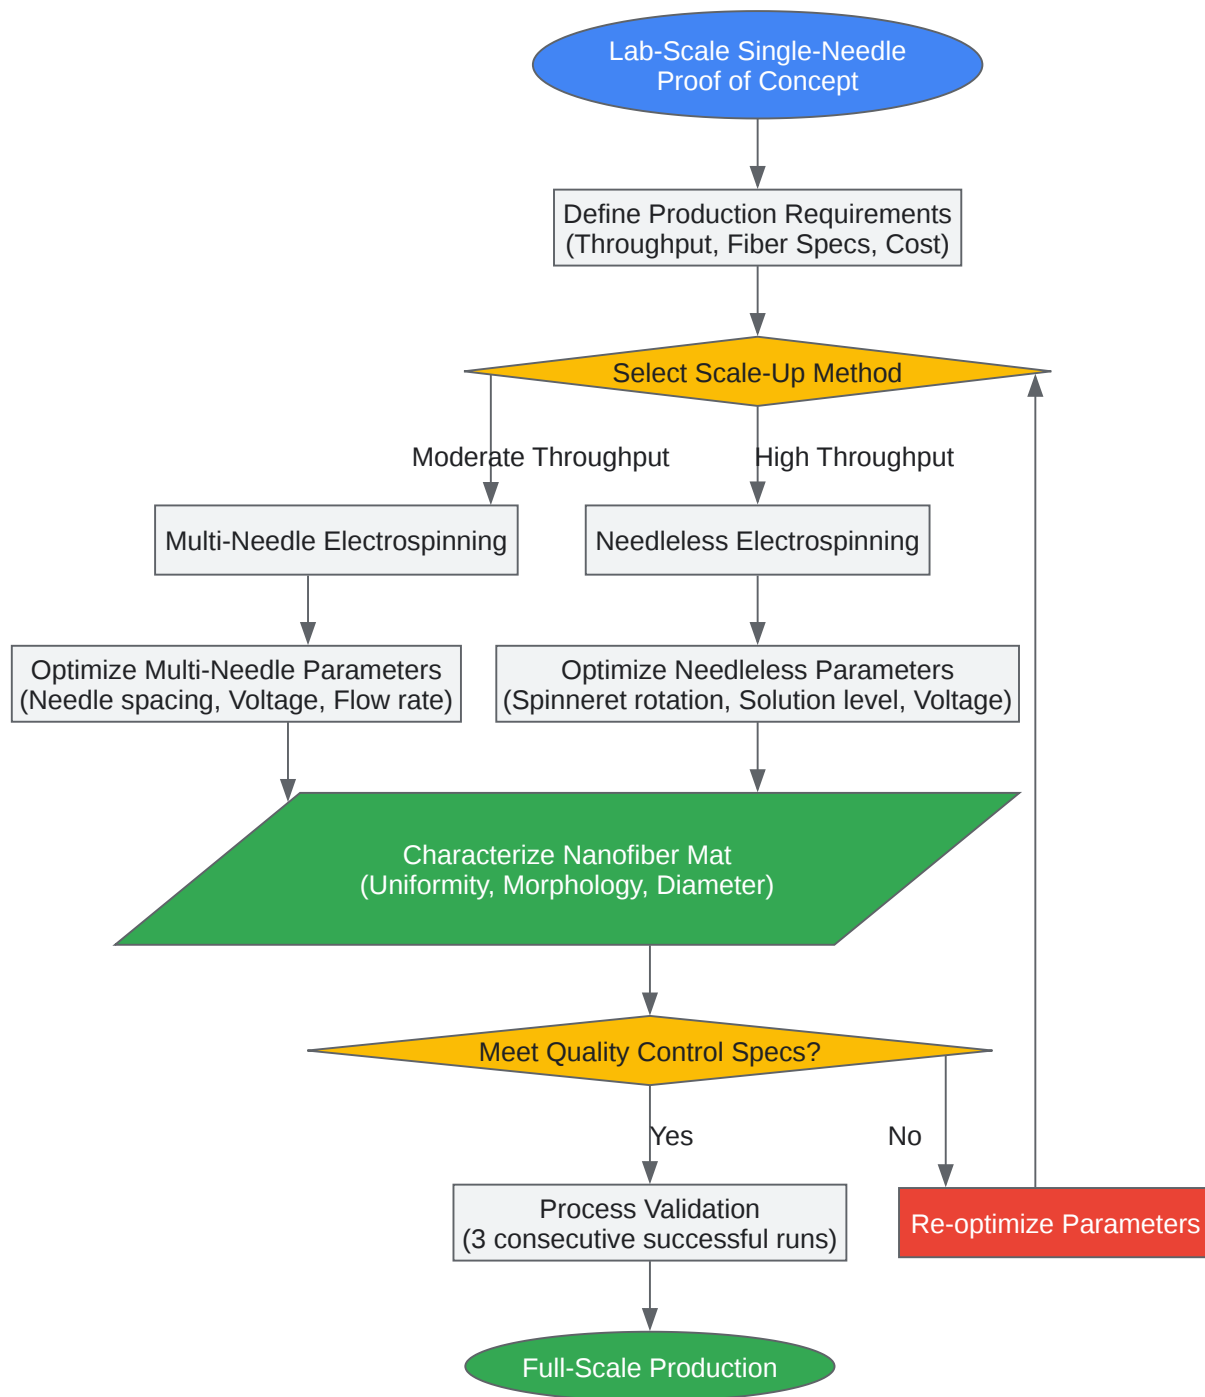 Lab-Scale Single-Needle
Proof of Concept
Define Production Requirements
(Throughput, Fiber Specs, Cost)
Select Scale-Up Method
Moderate Throughput
High Throughput
Multi-Needle Electrospinning
Needleless Electrospinning
Optimize Multi-Needle Parameters
(Needle spacing, Voltage, Flow rate)
Optimize Needleless Parameters
(Spinneret rotation, Solution level, Voltage)
Characterize Nanofiber Mat
(Uniformity, Morphology, Diameter)
Meet Quality Control Specs?
Yes
No
Process Validation
(3 consecutive successful runs)
Re-optimize Parameters
Full-Scale Production